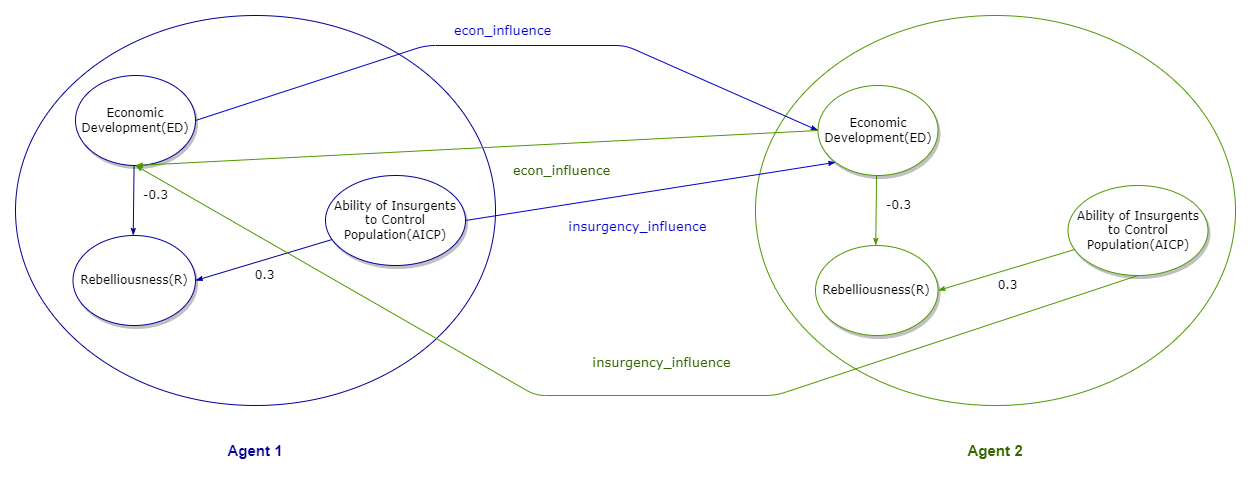 econ_influence
Economic
Development(ED)
Economic
Development(ED)
econ_influence
-0.3
Ability of Insurgents
to Control
Population(AICP)
insurgency_influence
-0.3
Ability of Insurgents
to Control
Population(AICP)
Rebelliousness(R)
0.3
Rebelliousness(R)
0.3
insurgency_influence
Agent 1
Agent 2